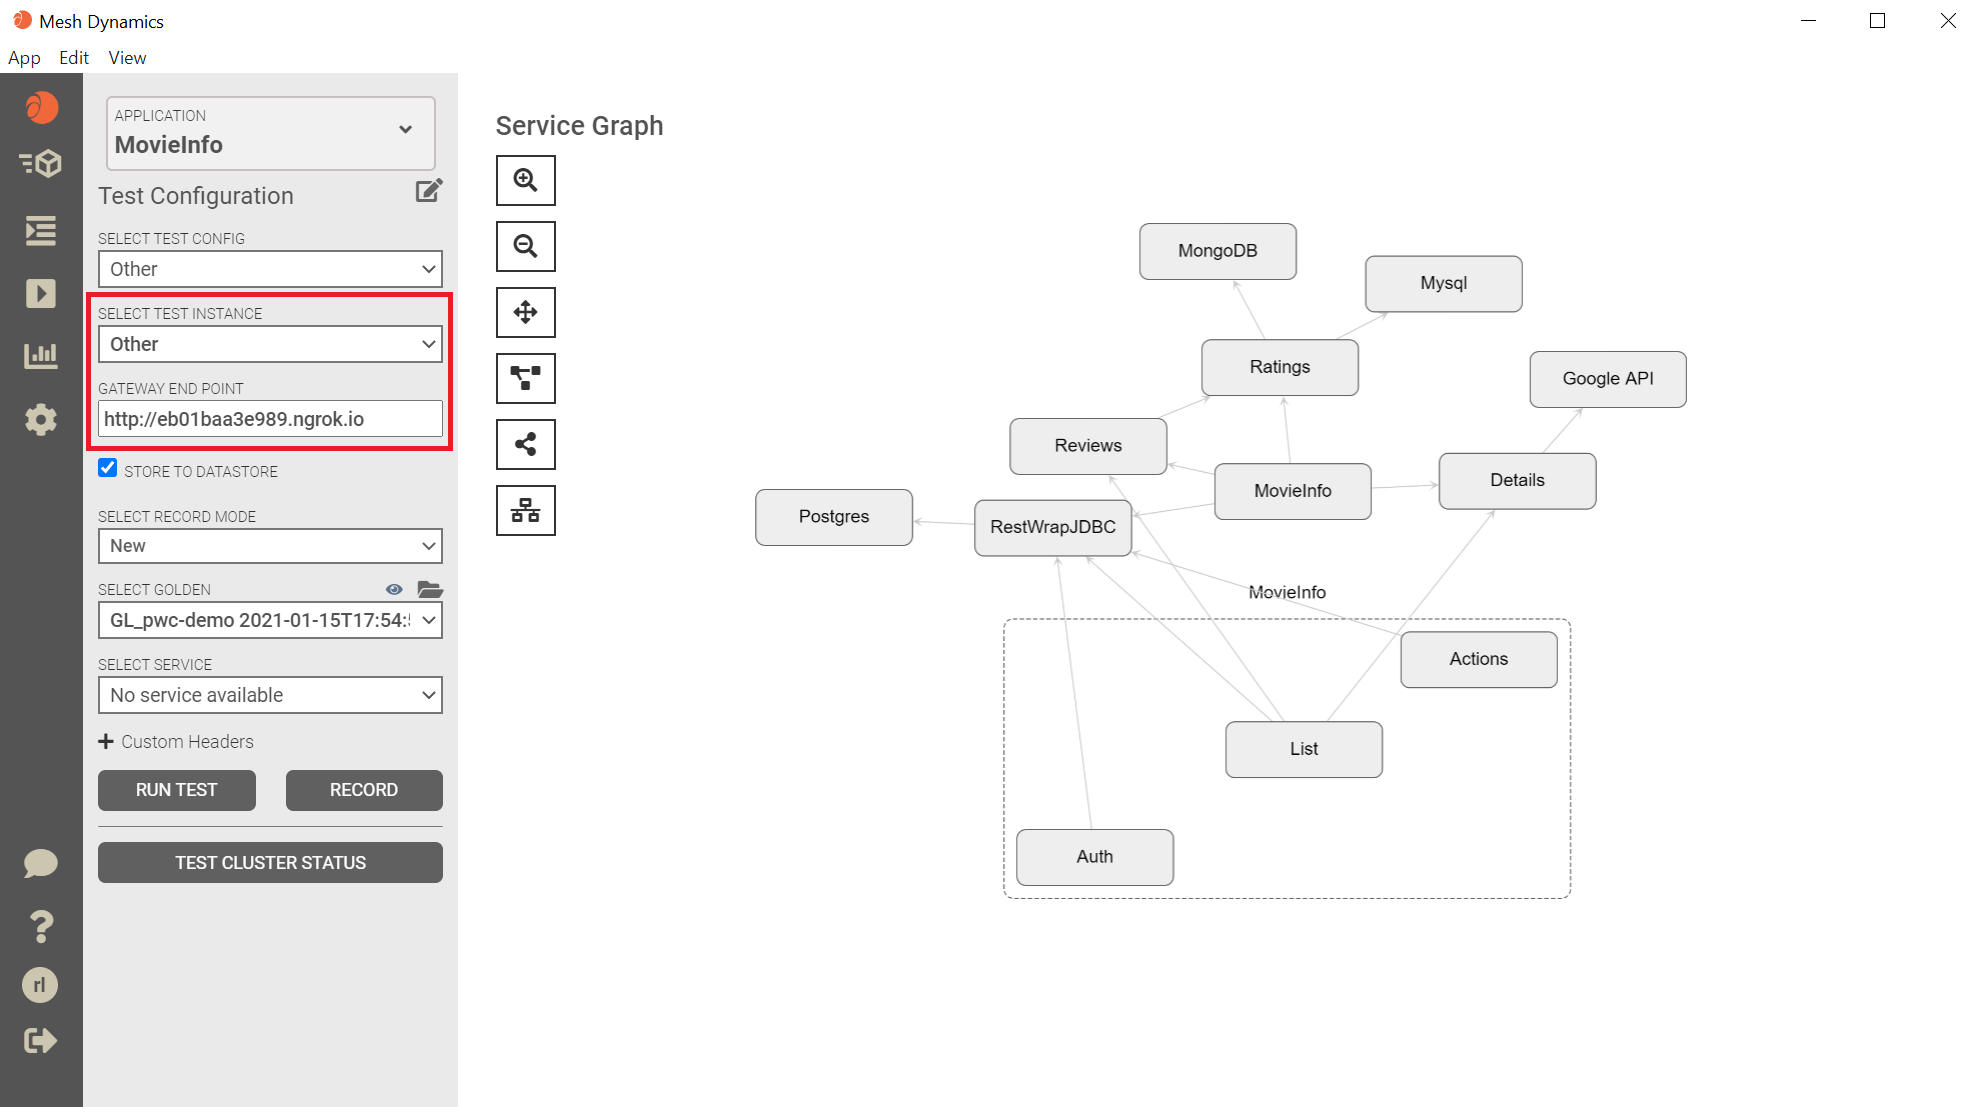 Mesh Dynamics
App Edit View
APPLICATION
MovieInfo
Test Configuration
SELECT TEST CONFIG
Other
SELECT TEST INSTANCE
Other
GATEWAY END POINT
http://eb01baa3e989.ngrok.io
STORE TO DATASTORE
SELECT RECORD MODE
New
SELECT GOLDEN
GL_pwc-demo 2021-01-15T17:54:
SELECT SERVICE
No service available
Custom Headers
RUN TEST
RECORD
TEST CLUSTER STATUS
?
rl
Service Graph
MongoDB
Mysql
Ratings
Google API
Reviews
MovieInfo
Details
Postgres
RestWrapJDBC
MovieInfo
Actions
List
Auth